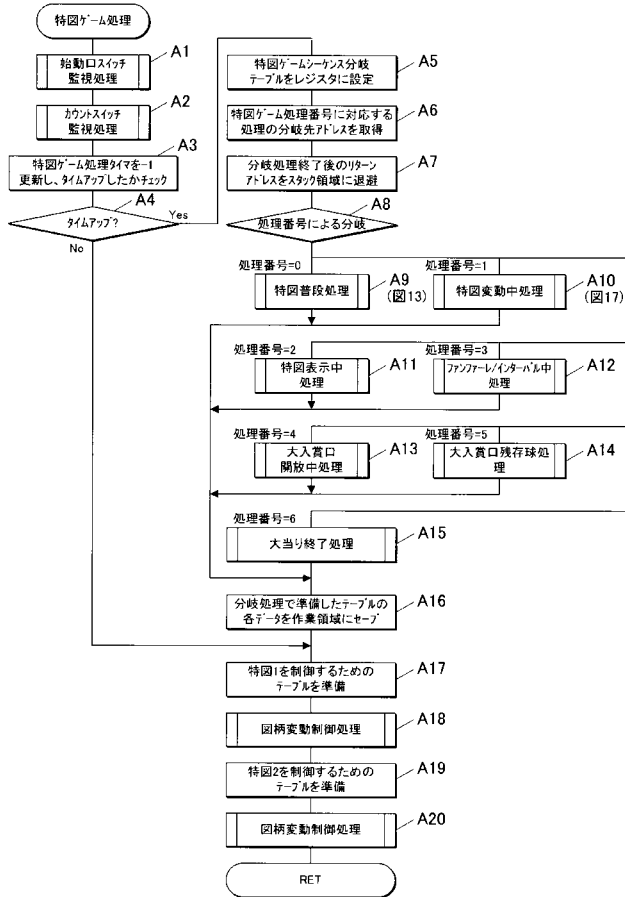 特図ゲーム処理
始動口スイッチ
監視処理
A1
カウントスイッチ
監視処理
A2
特図ゲーム処理タイマを-1
更新し、タイムアップしたかチェック
A3
タイムアップ?
A4
Yes
No
特図ゲームシーケンス分岐
テーブルをレジスタに設定
A5
特図ゲーム処理番号に対応する
処理の分岐先アドレスを取得
A6
分岐処理終了後のリターン
アドレスをスタック領域に退避
A7
処理番号による分岐
A8
処理番号=0
特図普段処理
A9
(図13)
処理番号=1
特図変動中処理
A10
(図17)
処理番号=2
特図表示中
処理
A11
処理番号=3
ファンファーレ/インターバル中
処理
A12
処理番号=4
大入賞口
開放中処理
A13
処理番号=5
大入賞口残存球処
理
A14
処理番号=6
大当り終了処理
A15
分岐処理で準備したテーブルの
各データを作業領域にセーブ
A16
特図1を制御するための
テーブルを準備
A17
図柄変動制御処理
A18
特図2を制御するための
テーブルを準備
A19
図柄変動制御処理
A20
RET